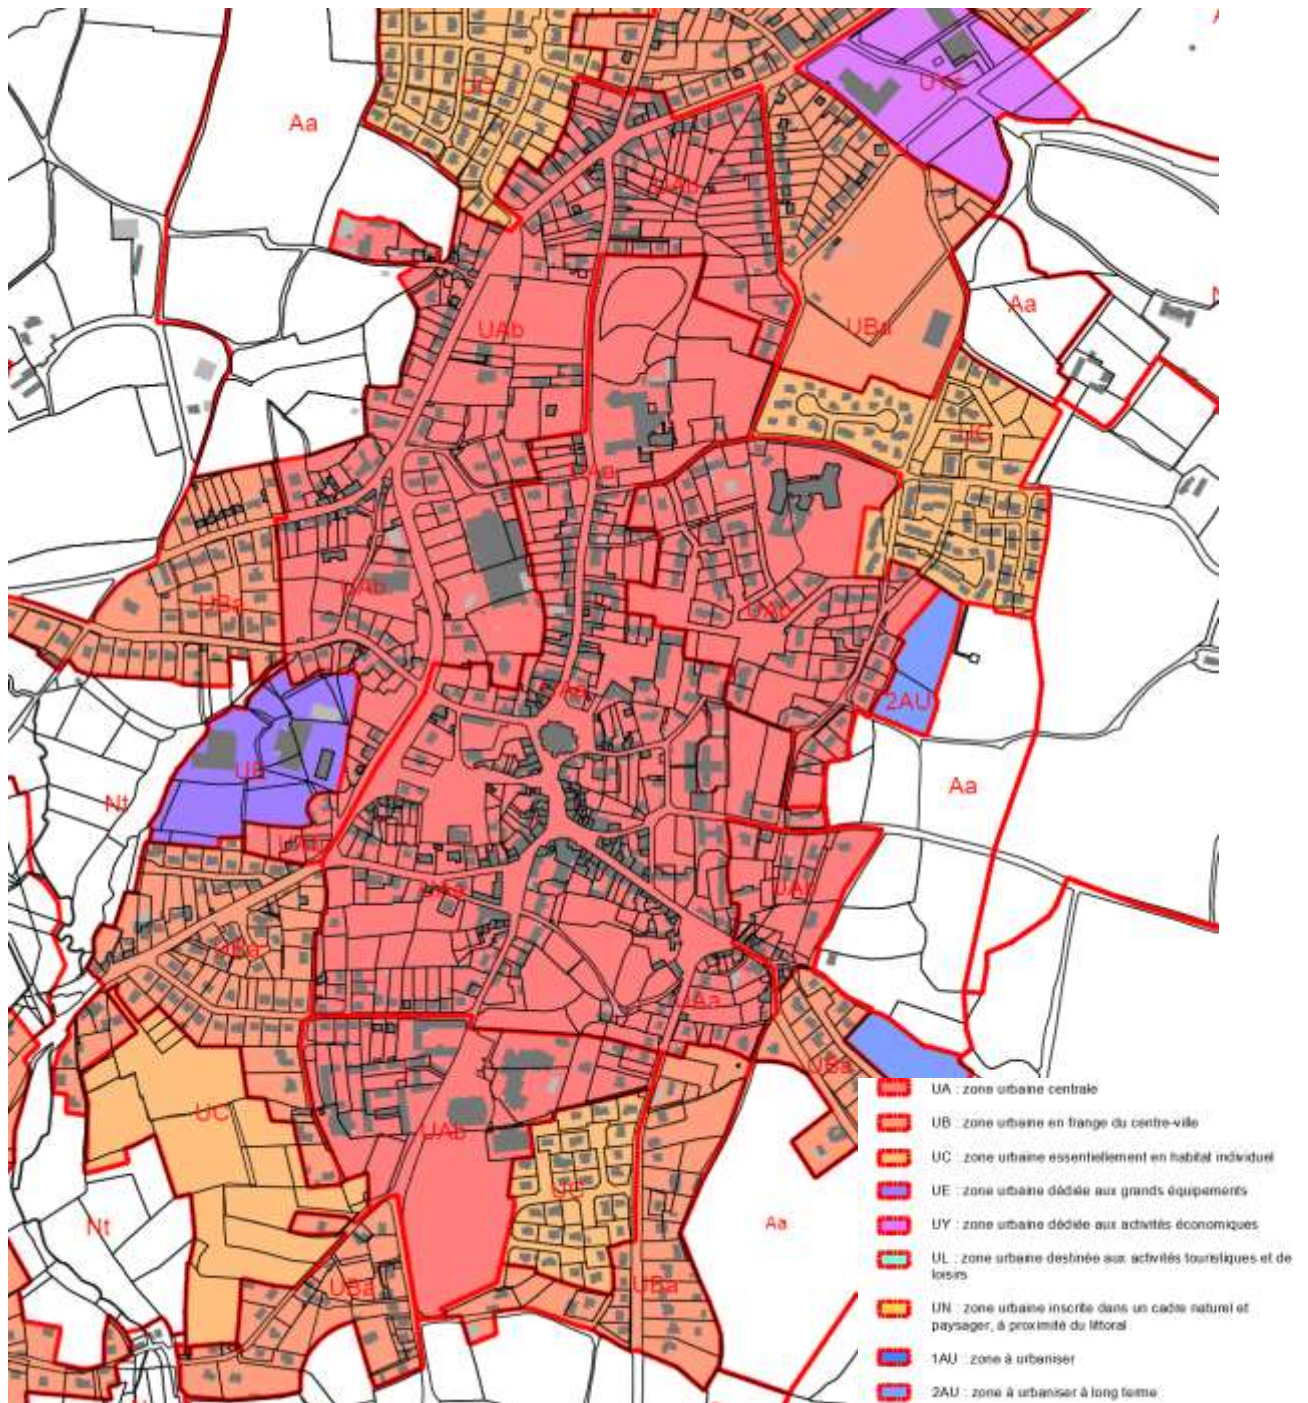 UC
Aa
UAb
UAb
UBa
Aa
UC
UAa
UAb
UBa
UAb
UAa
2AU
UE
Nt
Aa
UAb
UAa
UAb
UBa
UAa
UBa
UC
UAb
Nt
UC
Aa
UBa
UBa
UA : zone urbaine centrale
UB : zone urbaine en frange du centre-ville
UC : zone urbaine essentiellement en habitat individuel
UE : zone urbaine dédiée aux grands équipements
UY : zone urbaine dédiée aux activités économiques
UL : zone urbaine destinée aux activités touristiques et de
loisirs
UN : zone urbaine inscrite dans un cadre naturel et
paysager, à proximité du littoral
1AU : zone à urbaniser
2AU : zone à urbaniser à long terme